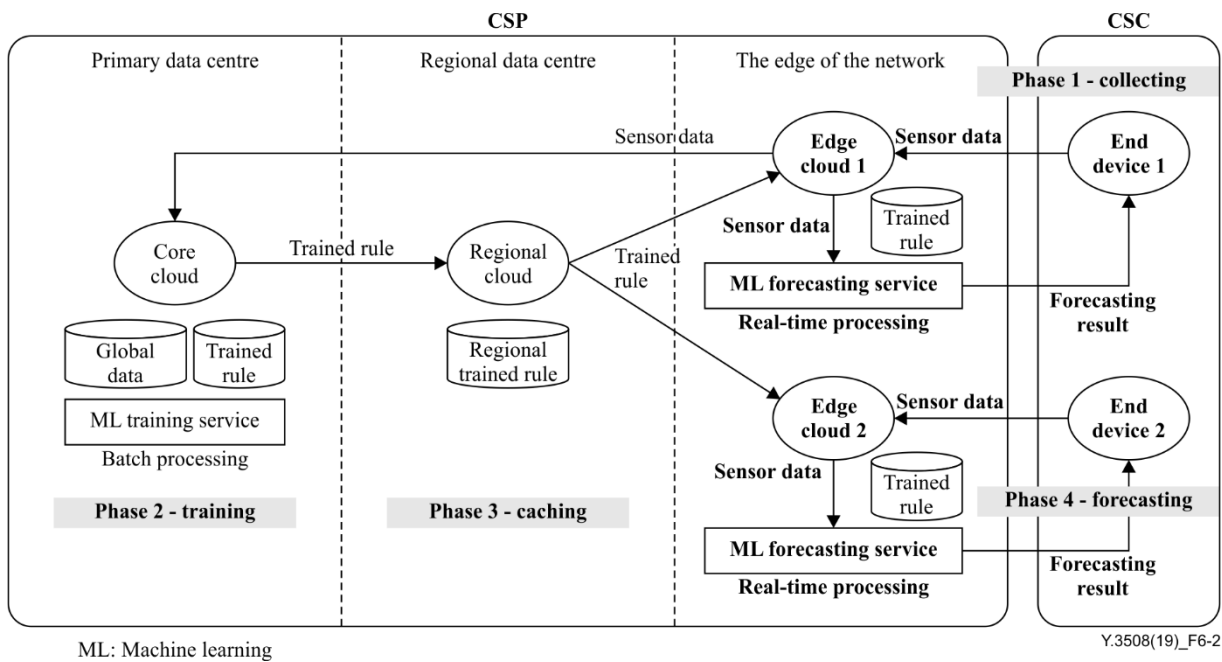 CSP
CSC
Primary data centre
Regional data centre
The edge of the network
Phase 1 - collecting
Sensor data
Edge
cloud 1
Sensor data
End
device 1
Core
cloud
Trained rule
Regional
cloud
Trained
rule
Sensor data
Trained
rule
ML forecasting service
Real-time processing
Forecasting
result
Global
data
Trained
rule
Regional
trained rule
ML training service
Batch processing
Edge
cloud 2
Sensor data
End
device 2
Sensor data
Trained
rule
Phase 2 - training
Phase 3 - caching
Phase 4 - forecasting
ML forecasting service
Real-time processing
Forecasting
result
ML: Machine learning
Y.3508(19)_F6-2